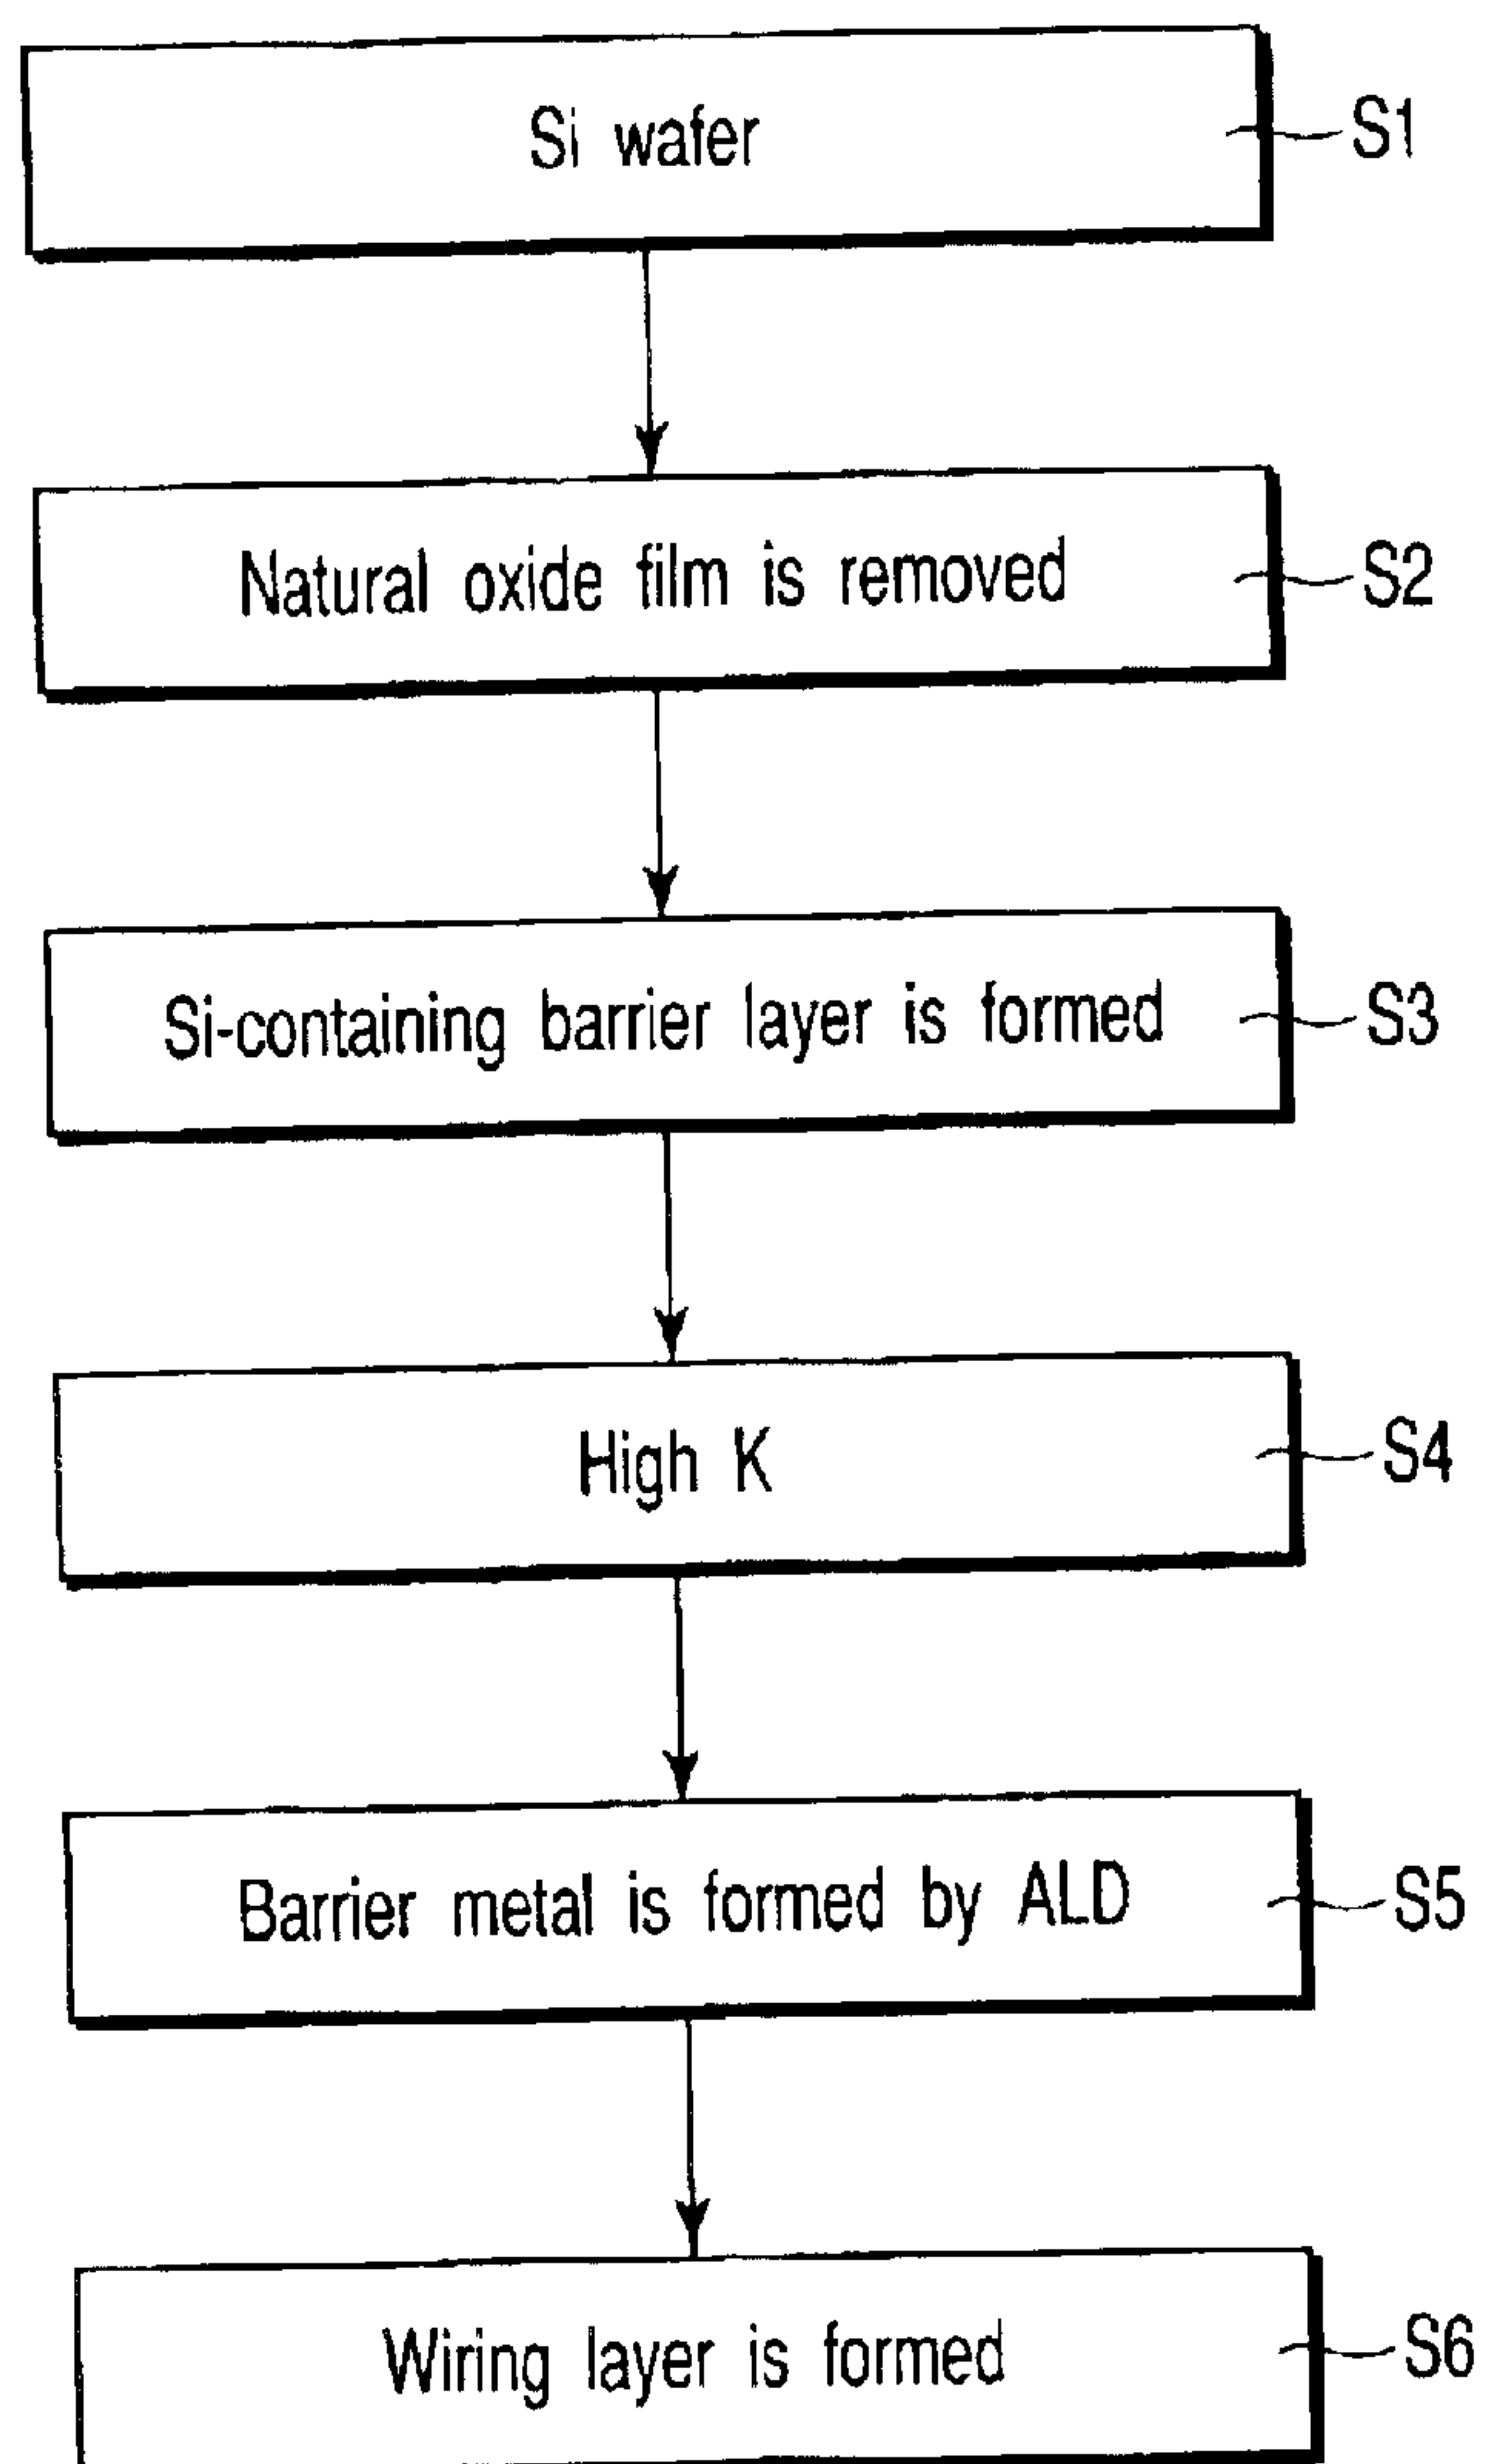 Si wafer S1
Natural oxide film is removed S2
Si-containing barrier layer is formed S3
High K S4
Barrier metal is formed by ALD S5
Wiring layer is formed S6